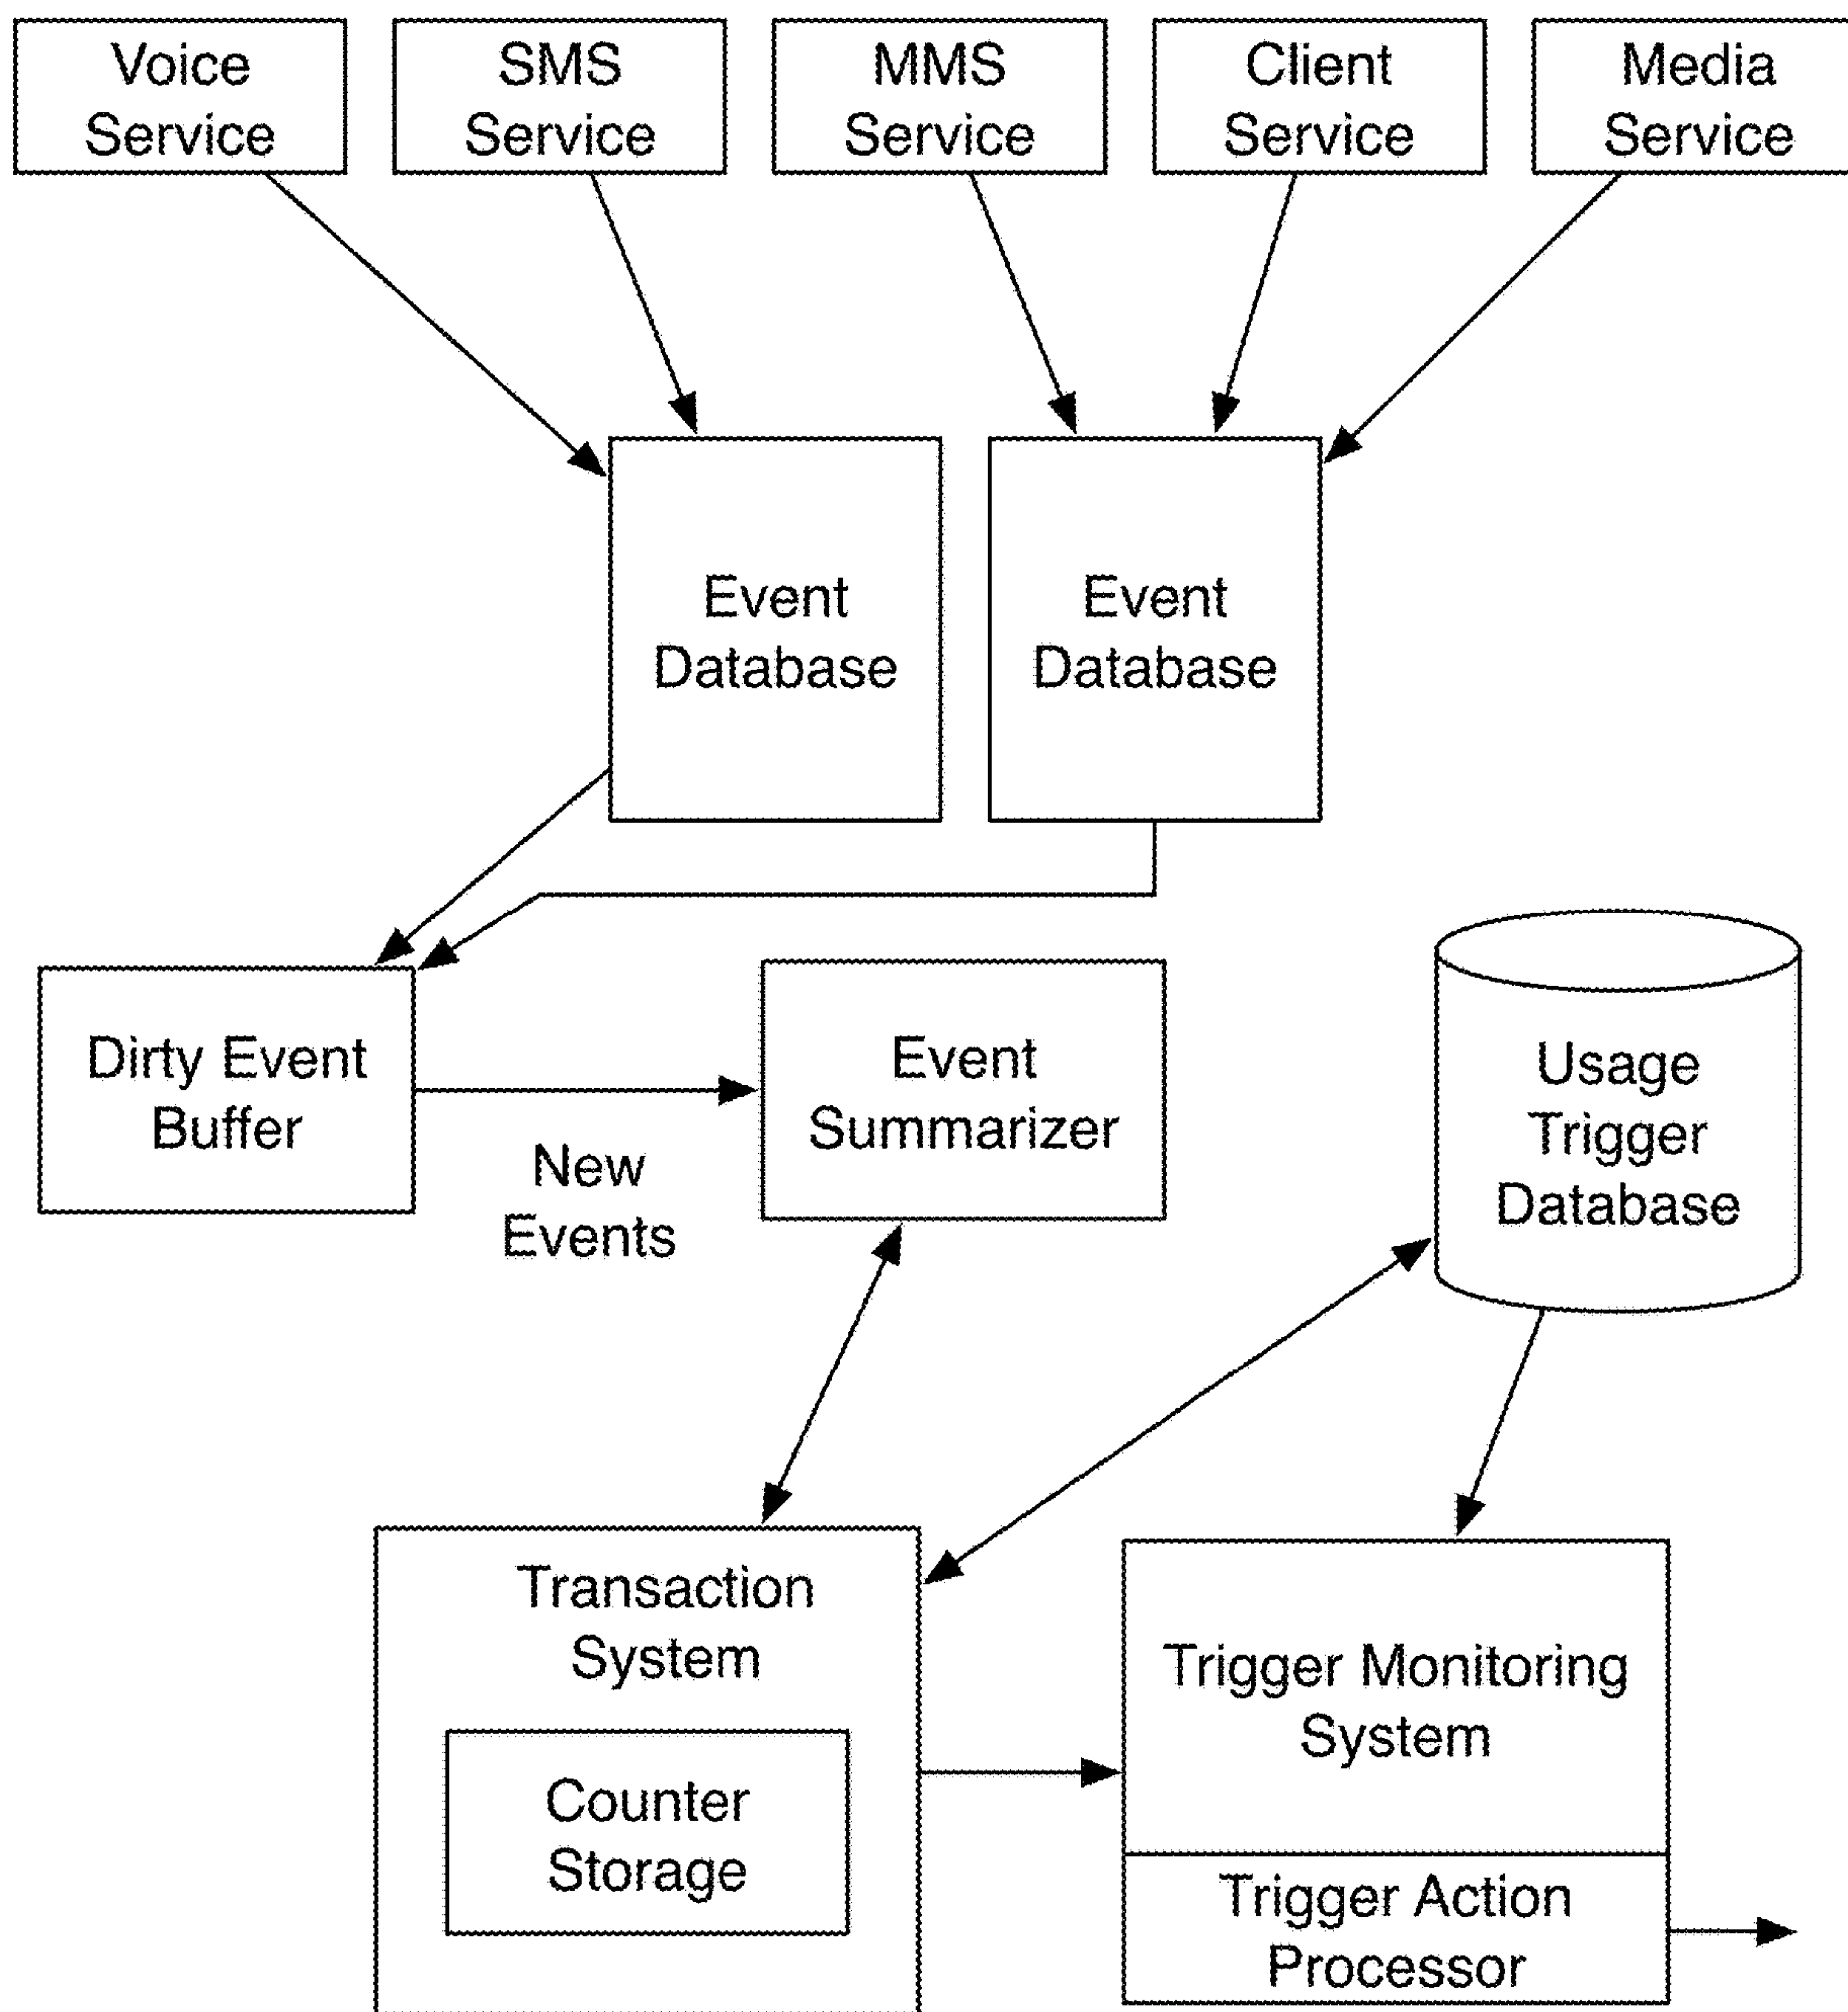 Voice
Service
SMS
Service
MMS
Service
Client
Service
Media
Service
Event
Database
Event
Database
Dirty Event
Buffer
New
Events
Event
Summarizer
Usage
Trigger
Database
Transaction
System
Counter
Storage
Trigger Monitoring
System
Trigger Action
Processor